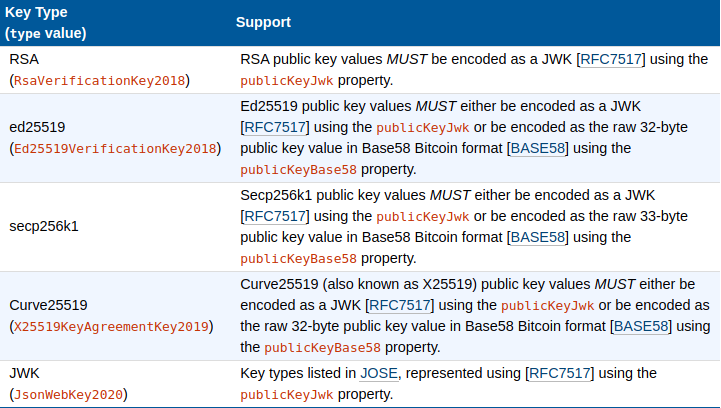 Key Type
(type value)
Support
RSA
(RsaVerificationKey2018)
RSA public key values MUST be encoded as a JWK [RFC7517] using the
publicKeyJwk property.
ed25519
(Ed25519VerificationKey2018)
Ed25519 public key values MUST either be encoded as a JWK
[RFC7517] using the publicKeyJwk or be encoded as the raw 32-byte
public key value in Base58 Bitcoin format [BASE58] using the
publicKeyBase58 property.
secp256k1
Secp256k1 public key values MUST either be encoded as a JWK
[RFC7517] using the publicKeyJwk or be encoded as the raw 33-byte
public key value in Base58 Bitcoin format [BASE58] using the
publicKeyBase58 property.
Curve25519
(X25519KeyAgreementKey2019)
Curve25519 (also known as X25519) public key values MUST either be
encoded as a JWK [RFC7517] using the publicKeyJwk or be encoded as
the raw 32-byte public key value in Base58 Bitcoin format [BASE58] using
the publicKeyBase58 property.
JWK
(JsonWebKey2020)
Key types listed in JOSE, represented using [RFC7517] using the
publicKeyJwk property.